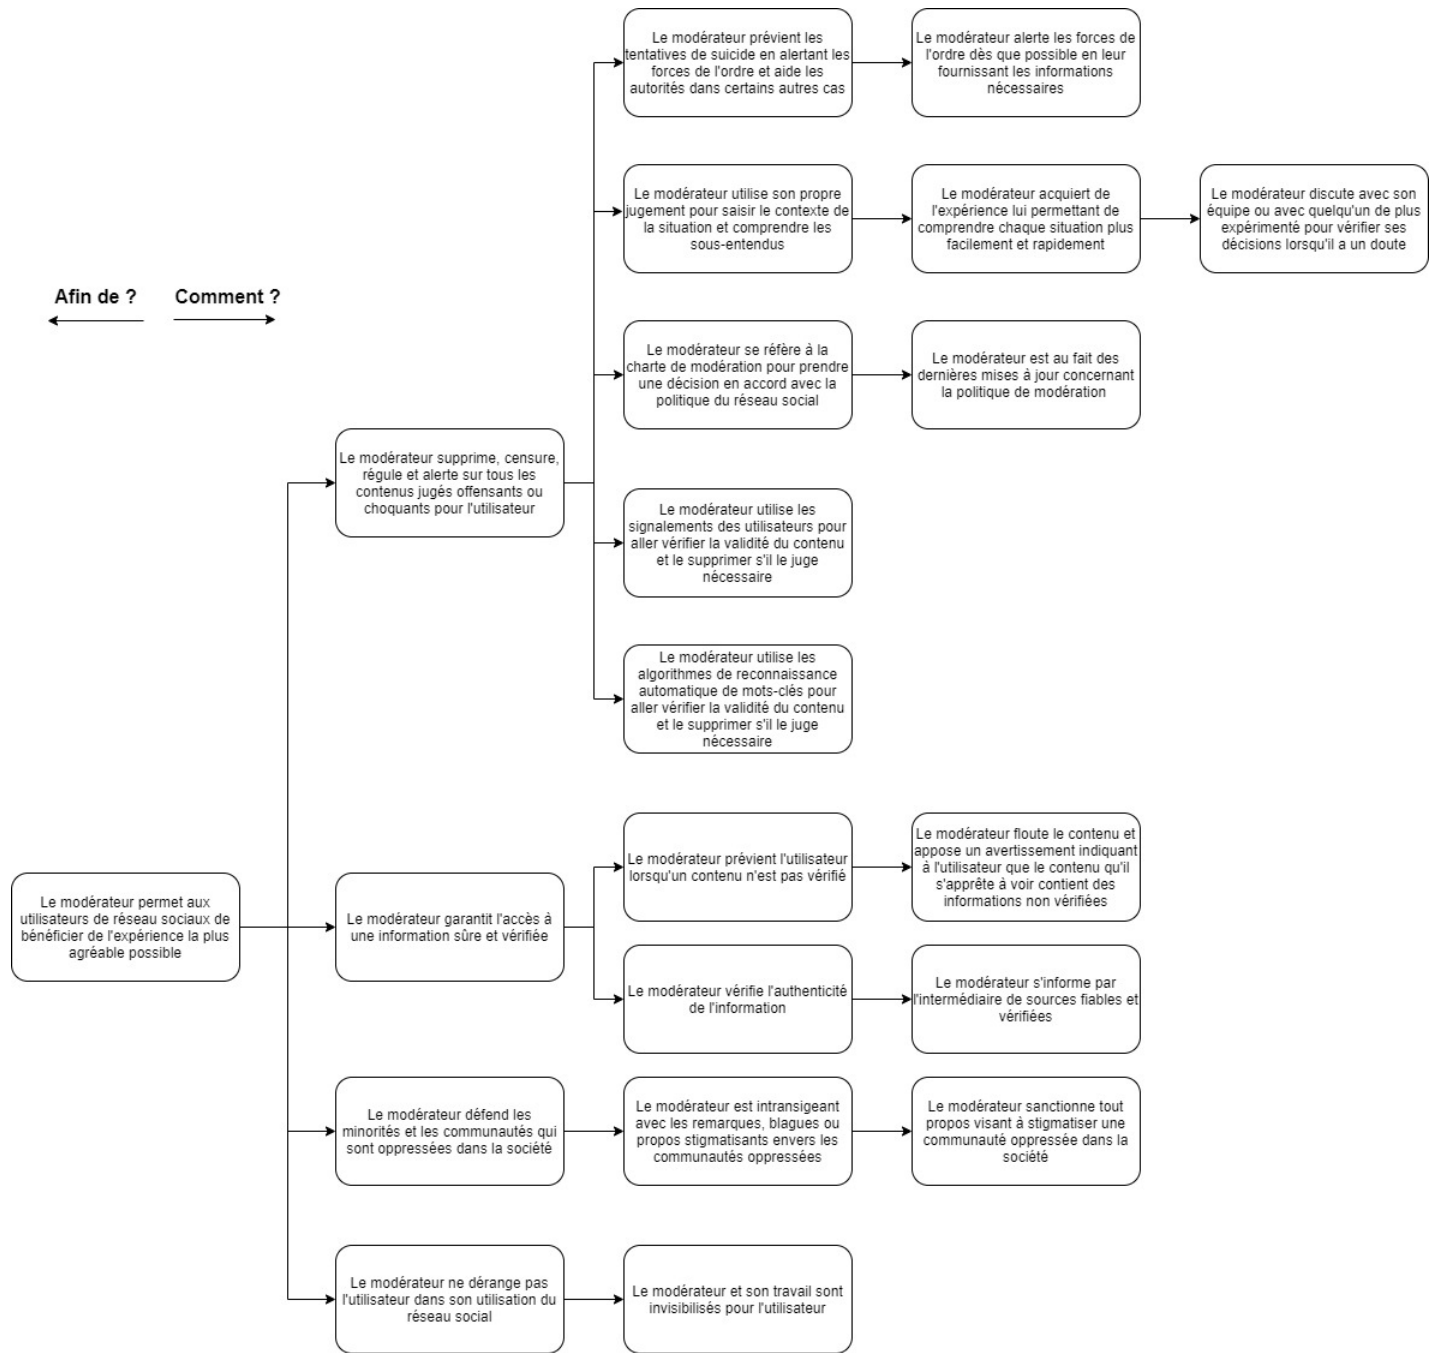 Le modérateur prévient les
tentatives de suicide en alertant les
forces de l'ordre et aide les
autorités dans certains autres cas
Le modérateur alerte les forces de
l'ordre dès que possible en leur
fournissant les informations
nécessaires
Le modérateur utilise son propre
jugement pour saisir le contexte de
la situation et comprendre les
sous-entendus
Le modérateur acquiert de
l'expérience lui permettant de
comprendre chaque situation plus
facilement et rapidement
Le modérateur discute avec son
équipe ou avec quelqu'un de plus
expérimenté pour vérifier ses
décisions lorsqu'il a un doute
Afin de ?
Comment ?
Le modérateur se réfère à la
charte de modération pour prendre
une décision en accord avec la
politique du réseau social
Le modérateur est au fait des
dernières mises à jour concernant
la politique de modération
Le modérateur supprime, censure,
régule et alerte sur tous les
contenus jugés offensants ou
choquants pour l'utilisateur
Le modérateur utilise les
signalements des utilisateurs pour
aller vérifier la validité du contenu
et le supprimer s'il le juge
nécessaire
Le modérateur utilise les
algorithmes de reconnaissance
automatique de mots-clés pour
aller vérifier la validité du contenu
et le supprimer s'il le juge
nécessaire
Le modérateur permet aux
utilisateurs de réseau sociaux de
bénéficier de l'expérience la plus
agréable possible
Le modérateur garantit l'accès à
une information sûre et vérifiée
Le modérateur prévient l'utilisateur
lorsqu'un contenu n'est pas vérifié
Le modérateur floute le contenu et
appose un avertissement indiquant
à l'utilisateur que le contenu qu'il
s'apprête à voir contient des
informations non vérifiées
Le modérateur vérifie l'authenticité
de l'information
Le modérateur s'informe par
l'intermédiaire de sources fiables et
vérifiées
Le modérateur défend les
minorités et les communautés qui
sont oppressées dans la société
Le modérateur est intransigeant
avec les remarques, blagues ou
propos stigmatisants envers les
communautés oppressées
Le modérateur sanctionne tout
propos visant à stigmatiser une
communauté oppressée dans la
société
Le modérateur ne dérange pas
l'utilisateur dans son utilisation du
réseau social
Le modérateur et son travail sont
invisibilisés pour l'utilisateur